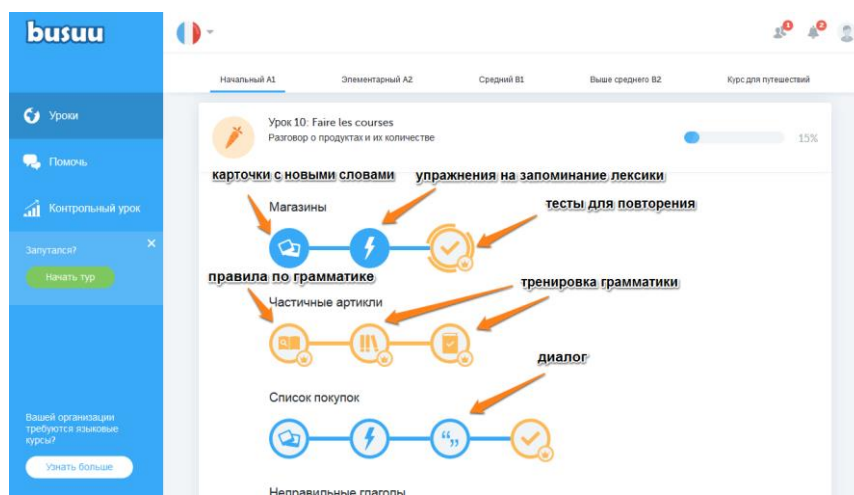 busuu
1
2
Начальный A1
Элементарный A2
Средний B1
Выше среднего B2
Курс для путешествий
Уроки
Помочь
Контрольный урок
Запутался?
Начать тур
Вашей организации
требуются языковые
курсы?
Узнать больше
Урок 10: Faire les courses
Разговор о продуктах и их количестве
15%
карточки с новыми словами
упражнения на запоминание лексики
Магазины
тесты для повторения
правила по грамматике
тренировка грамматики
Частичные артикли
диалог
Список покупок
Неправильные глаголы